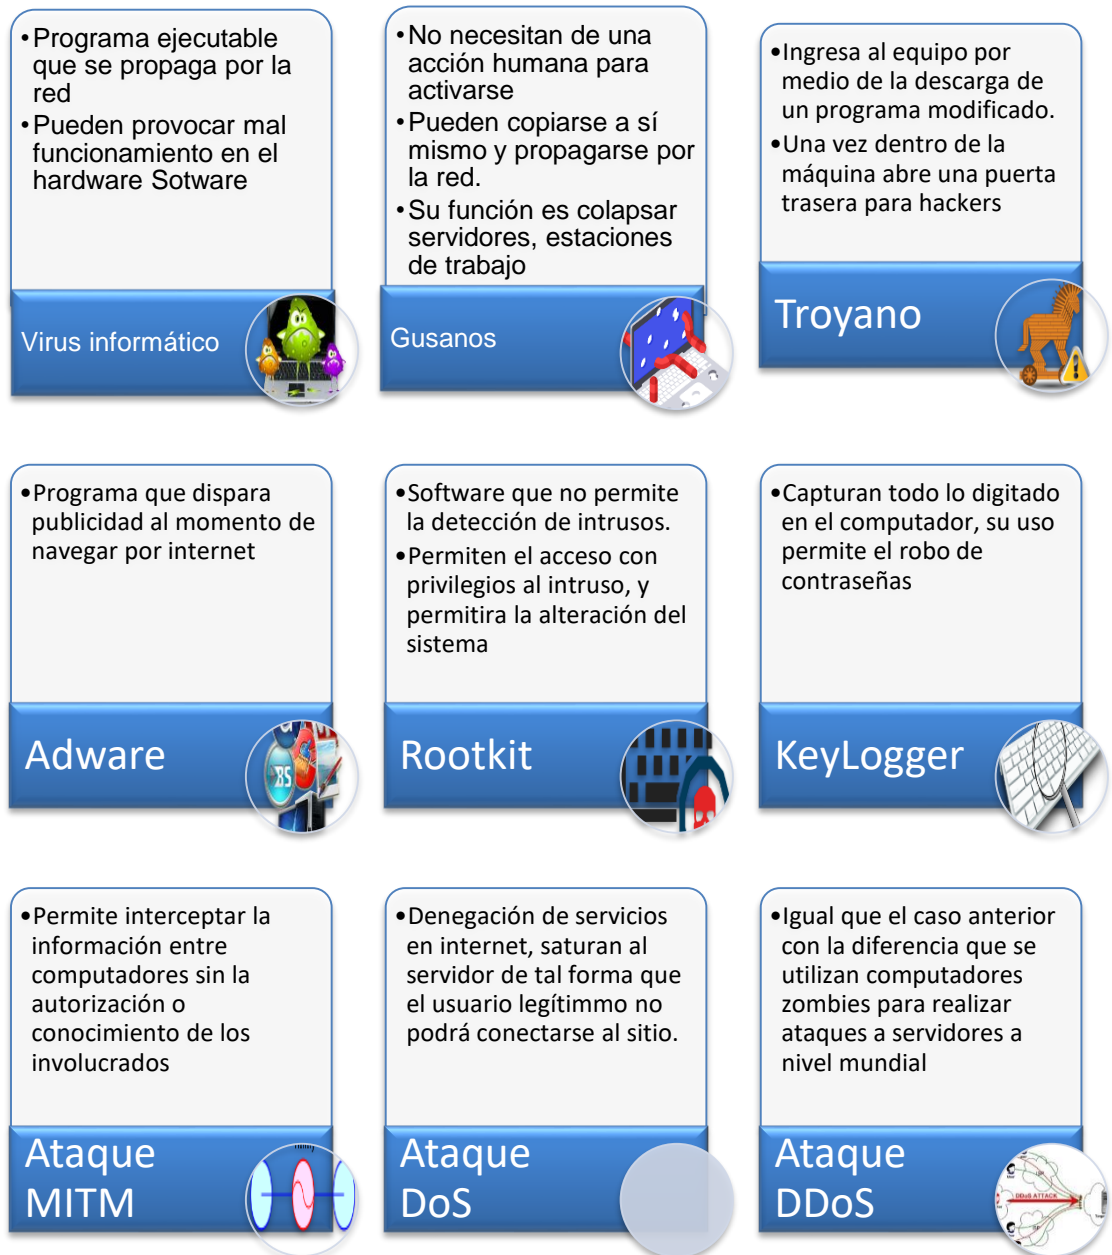 •Programa ejecutable
que se propaga por la
red
•Pueden provocar mal
funcionamiento en el
hardware Sotware
Virus informático
•No necesitan de una
acción humana para
activarse
•Pueden copiarse a sí
mismo y propagarse por
la red.
•Su función es colapsar
servidores, estaciones
de trabajo
Gusanos
•Ingresa al equipo por
medio de la descarga de
un programa modificado.
•Una vez dentro de la
máquina abre una puerta
trasera para hackers
Troyano
•Programa que dispara
publicidad al momento de
navegar por internet
Adware
•Software que no permite
la detección de intrusos.
•Permiten el acceso con
privilegios al intruso, y
permitira la alteración del
sistema
Rootkit
•Capturan todo lo digitado
en el computador, su uso
permite el robo de
contraseñas
KeyLogger
•Permite interceptar la
información entre
computadores sin la
autorización o
conocimiento de los
involucrados
Ataque
MITM
•Denegación de servicios
en internet, saturan al
servidor de tal forma que
el usuario legítimmo no
podrá conectarse al sitio.
Ataque
DoS
•Igual que el caso anterior
con la diferencia que se
utilizan computadores
zombies para realizar
ataques a servidores a
nivel mundial
Ataque
DDoS
DDoS ATTACK